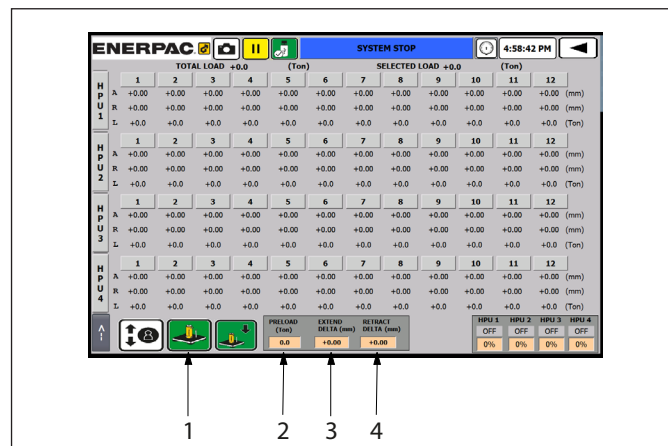 ENERPAC. II SYSTEM STOP 4:58:42 PM
TOTAL LOAD +0.0 (Ton) SELECTED LOAD +0.0 (Ton)
HPU1
1 2 3 4 5 6 7 8 9 10 11 12
A +0.00 +0.00 +0.00 +0.00 +0.00 +0.00 +0.00 +0.00 +0.00 +0.00 +0.00 +0.00 (mm)
R +0.00 +0.00 +0.00 +0.00 +0.00 +0.00 +0.00 +0.00 +0.00 +0.00 +0.00 +0.00 (mm)
L +0.0 +0.0 +0.0 +0.0 +0.0 +0.0 +0.0 +0.0 +0.0 +0.0 +0.0 +0.0 (Ton)
HPU2
1 2 3 4 5 6 7 8 9 10 11 12
A +0.00 +0.00 +0.00 +0.00 +0.00 +0.00 +0.00 +0.00 +0.00 +0.00 +0.00 +0.00 (mm)
R +0.00 +0.00 +0.00 +0.00 +0.00 +0.00 +0.00 +0.00 +0.00 +0.00 +0.00 +0.00 (mm)
L +0.0 +0.0 +0.0 +0.0 +0.0 +0.0 +0.0 +0.0 +0.0 +0.0 +0.0 +0.0 (Ton)
HPU3
1 2 3 4 5 6 7 8 9 10 11 12
A +0.00 +0.00 +0.00 +0.00 +0.00 +0.00 +0.00 +0.00 +0.00 +0.00 +0.00 +0.00 (mm)
R +0.00 +0.00 +0.00 +0.00 +0.00 +0.00 +0.00 +0.00 +0.00 +0.00 +0.00 +0.00 (mm)
L +0.0 +0.0 +0.0 +0.0 +0.0 +0.0 +0.0 +0.0 +0.0 +0.0 +0.0 +0.0 (Ton)
HPU4
1 2 3 4 5 6 7 8 9 10 11 12
A +0.00 +0.00 +0.00 +0.00 +0.00 +0.00 +0.00 +0.00 +0.00 +0.00 +0.00 +0.00 (mm)
R +0.00 +0.00 +0.00 +0.00 +0.00 +0.00 +0.00 +0.00 +0.00 +0.00 +0.00 +0.00 (mm)
L +0.0 +0.0 +0.0 +0.0 +0.0 +0.0 +0.0 +0.0 +0.0 +0.0 +0.0 +0.0 (Ton)
PRELOAD EXTEND RETRACT
(Ton) DELTA (mm) DELTA (mm)
0.0 +0.00 +0.00
HPU 1 HPU 2 HPU 3 HPU 4
OFF OFF OFF OFF
0% 0% 0% 0%
1 2 3 4